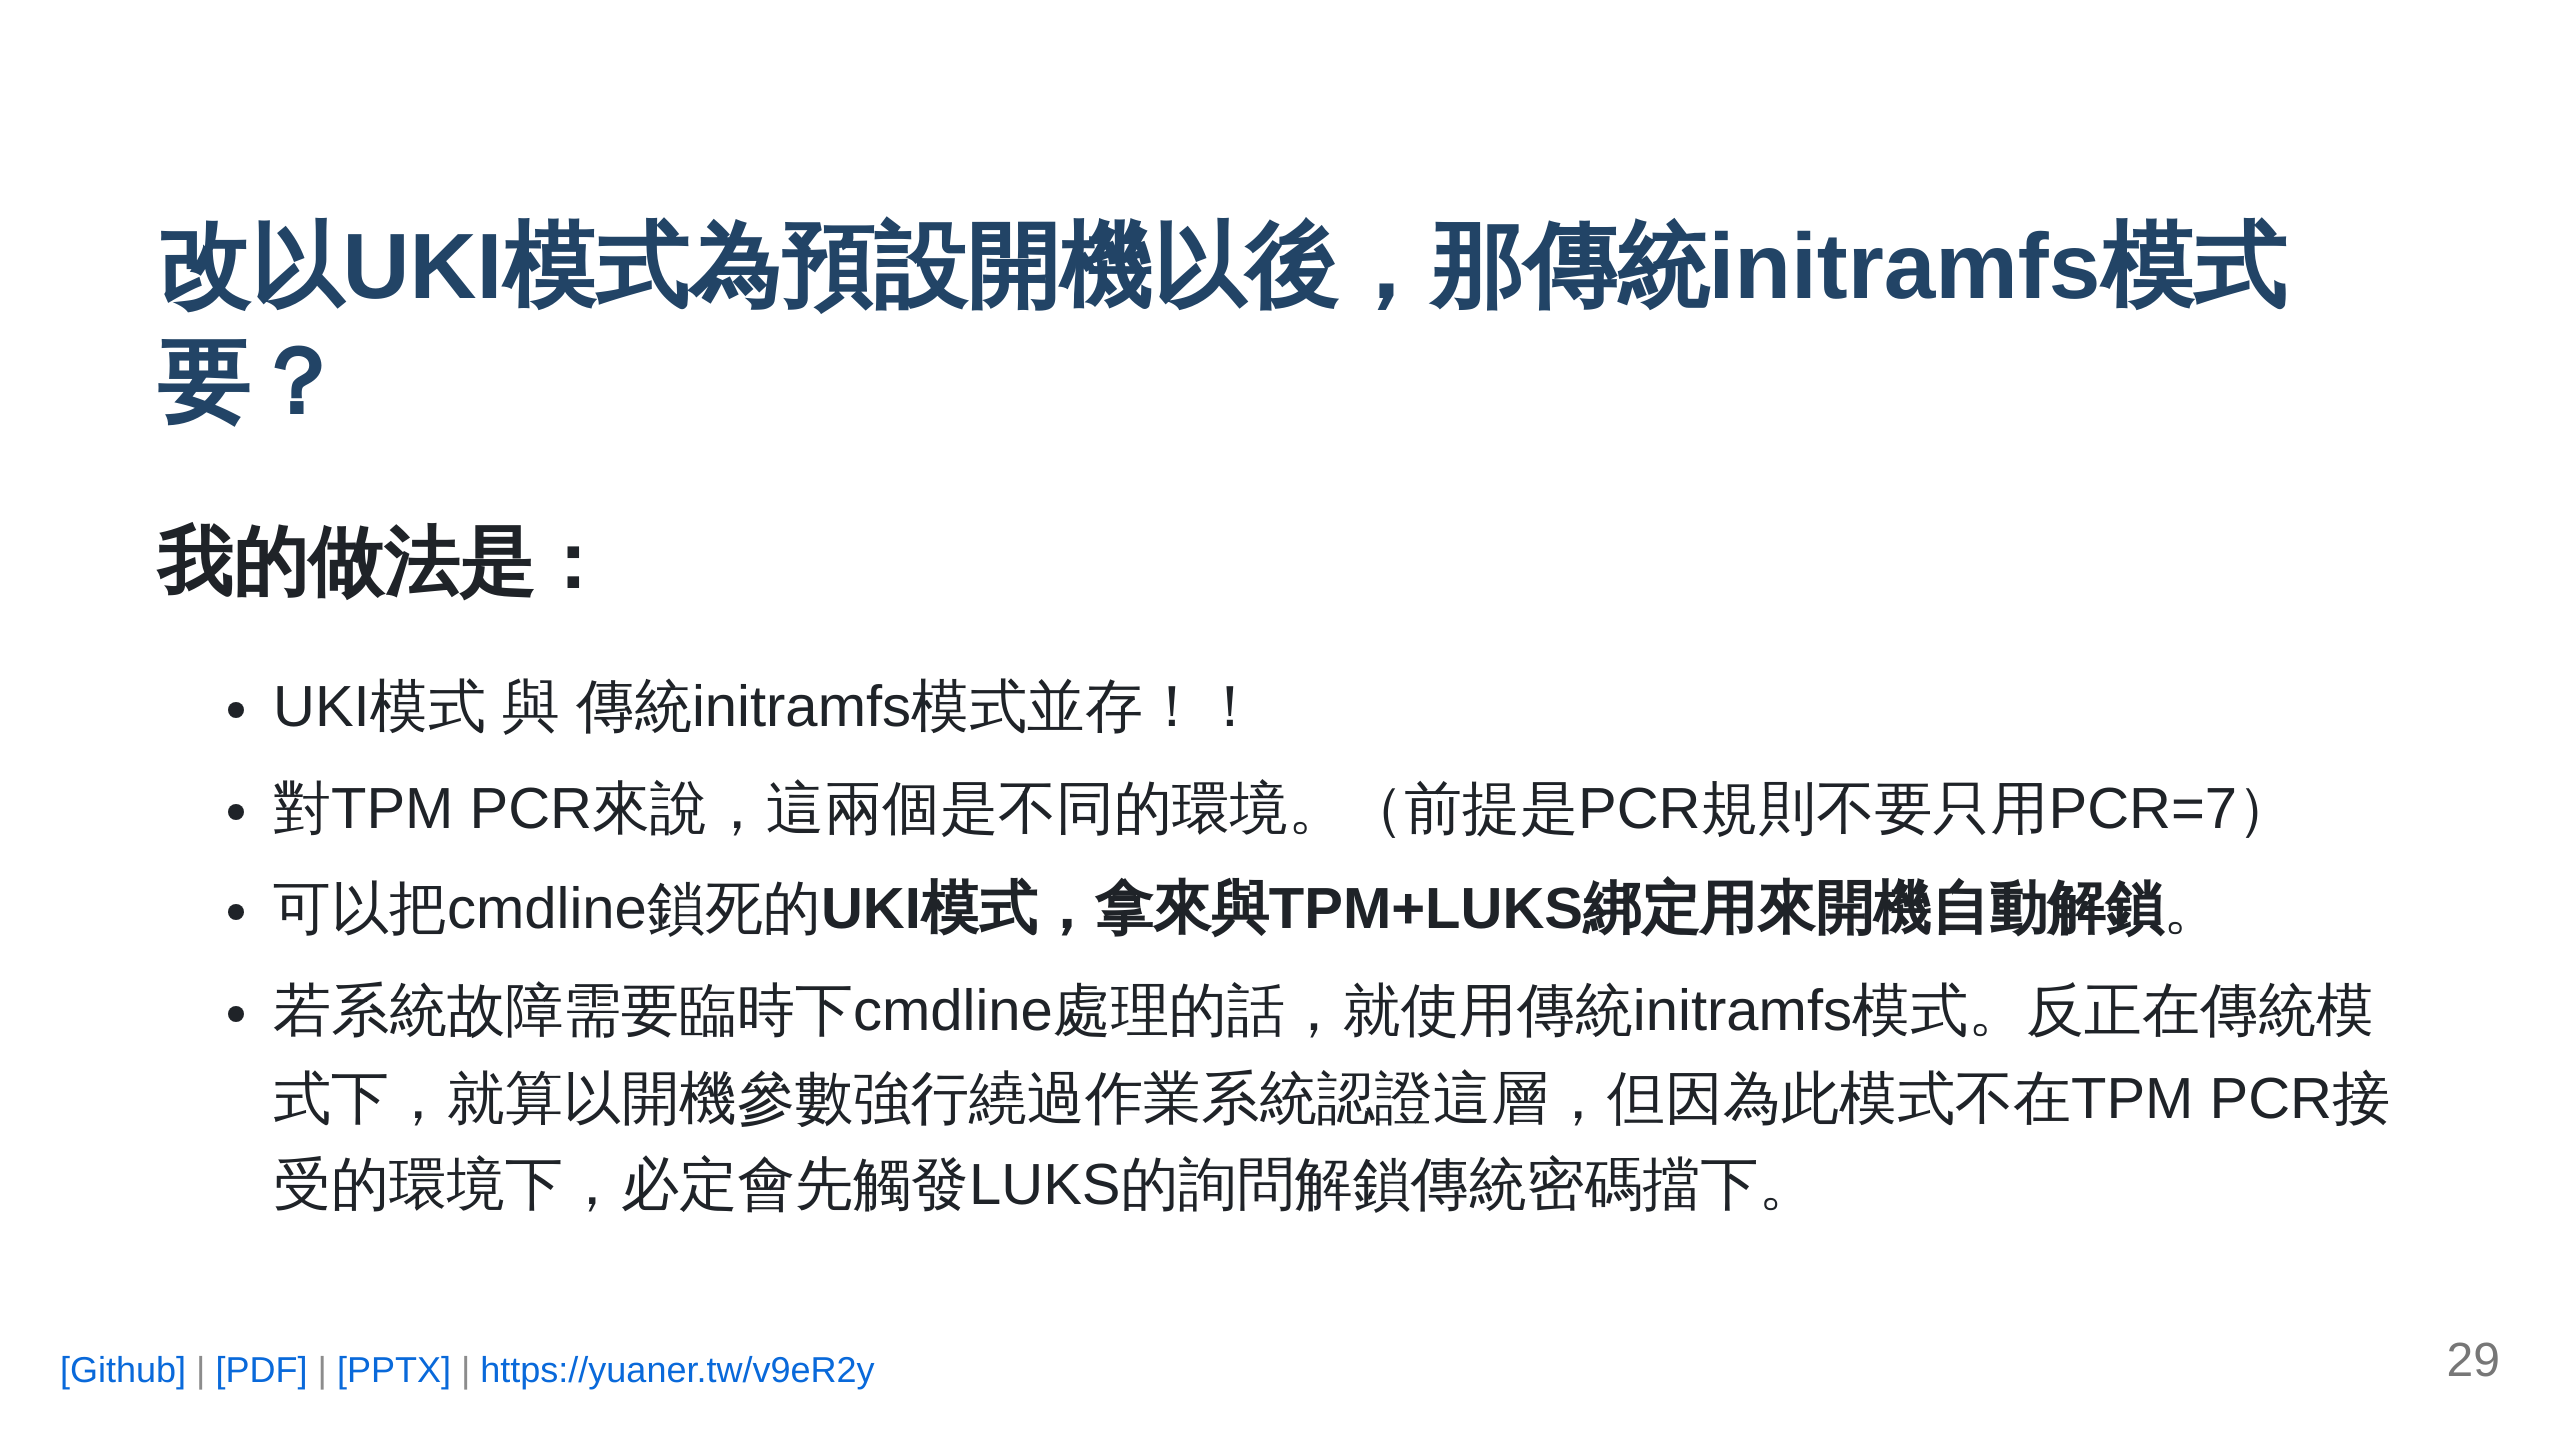 改以UKI模式為預設開機以後，那傳統initramfs模式
要？
我的做法是：
• UKI模式 與 傳統initramfs模式並存！！
• 對TPM PCR來說，這兩個是不同的環境。（前提是PCR規則不要只用PCR=7）
• 可以把cmdline鎖死的UKI模式，拿來與TPM+LUKS綁定用來開機自動解鎖。
• 若系統故障需要臨時下cmdline處理的話，就使用傳統initramfs模式。反正在傳統模
式下，就算以開機參數強行繞過作業系統認證這層，但因為此模式不在TPM PCR接
受的環境下，必定會先觸發LUKS的詢問解鎖傳統密碼擋下。
[Github] | [PDF] | [PPTX] | https://yuaner.tw/v9eR2y
29